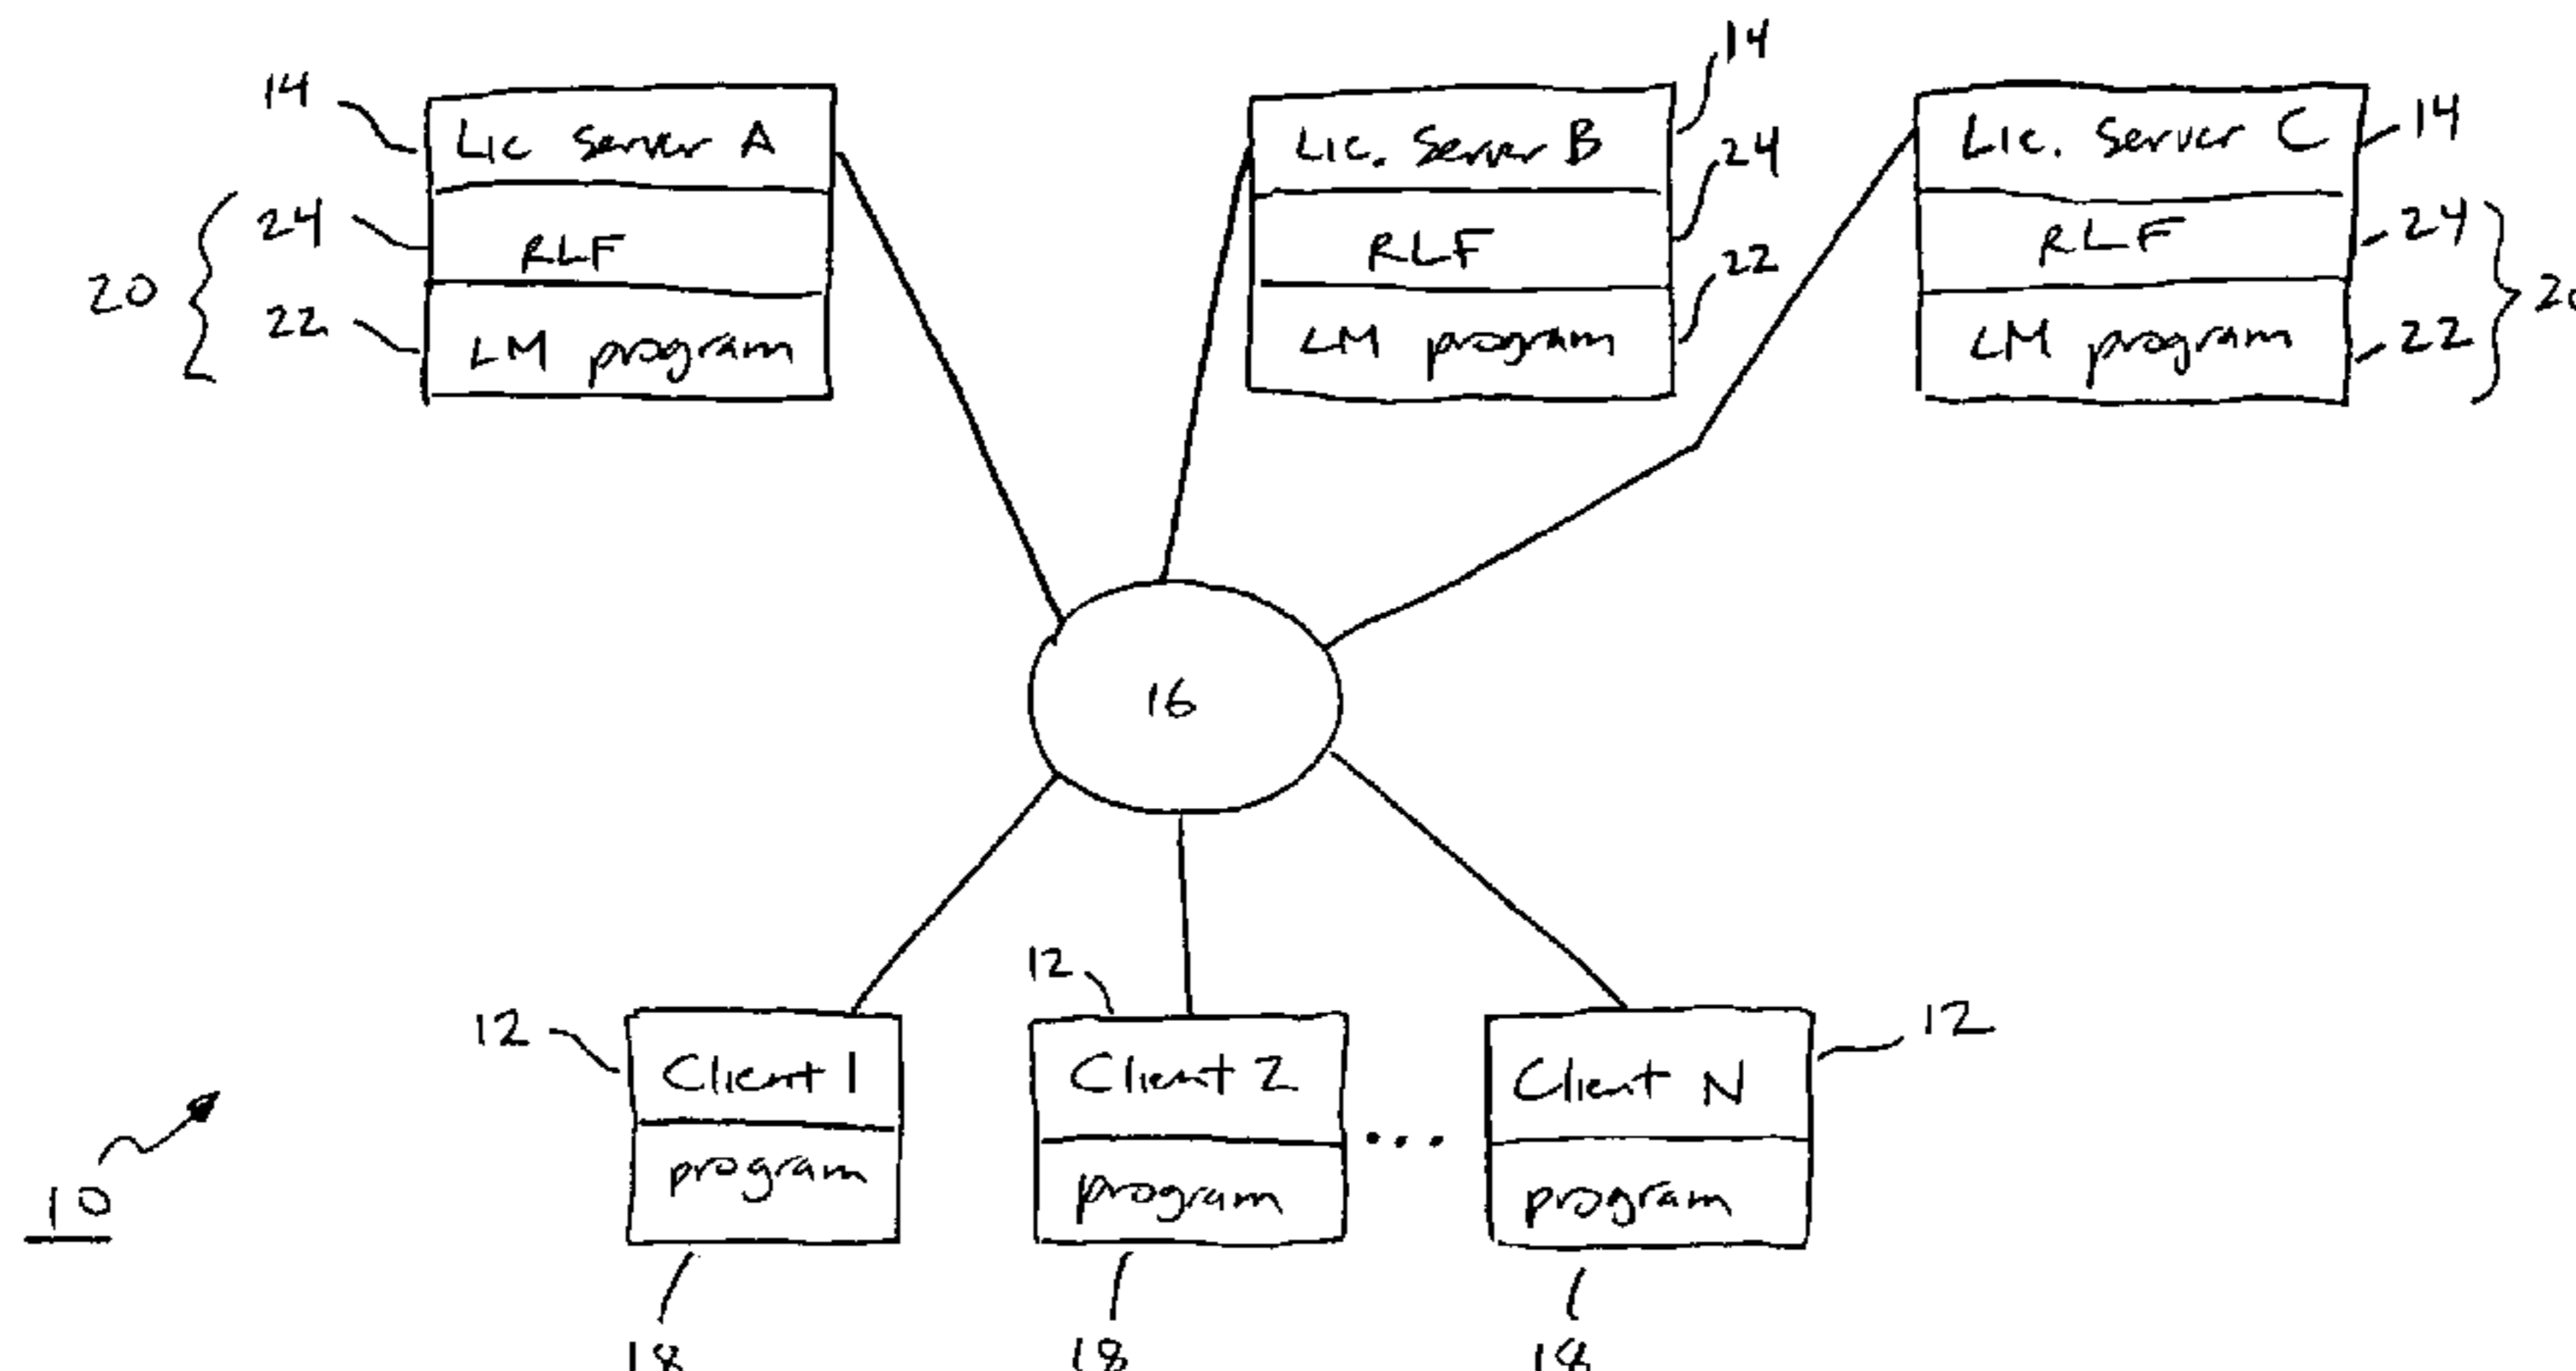 14
Lic Server A
24
RLF
20
22
LM program
14
Lic. Server B
24
RLF
22
LM program
14
Lic. Server C
24
RLF
22
LM program
16
12
Client 1
program
18
12
Client 2
program
18
...
12
Client N
program
18
10